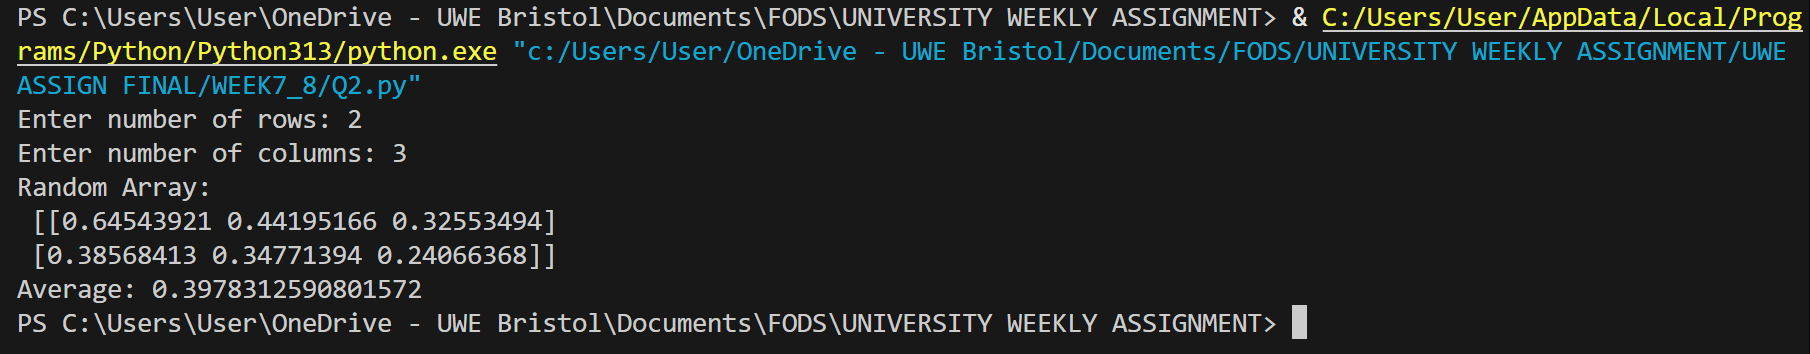 PS C:\Users\User\OneDrive - UWE Bristol\Documents\FODS\UNIVERSITY WEEKLY ASSIGNMENT> & C:/Users/User/AppData/Local/Prog
rams/Python/Python313/python.exe "c:/Users/User/OneDrive - UWE Bristol/Documents/FODS/UNIVERSITY WEEKLY ASSIGNMENT/UWE
ASSIGN FINAL/WEEK7_8/Q2.py"
Enter number of rows: 2
Enter number of columns: 3
Random Array:
 [[0.64543921 0.44195166 0.32553494]
 [0.38568413 0.34771394 0.24066368]]
Average: 0.3978312590801572
PS C:\Users\User\OneDrive - UWE Bristol\Documents\FODS\UNIVERSITY WEEKLY ASSIGNMENT>